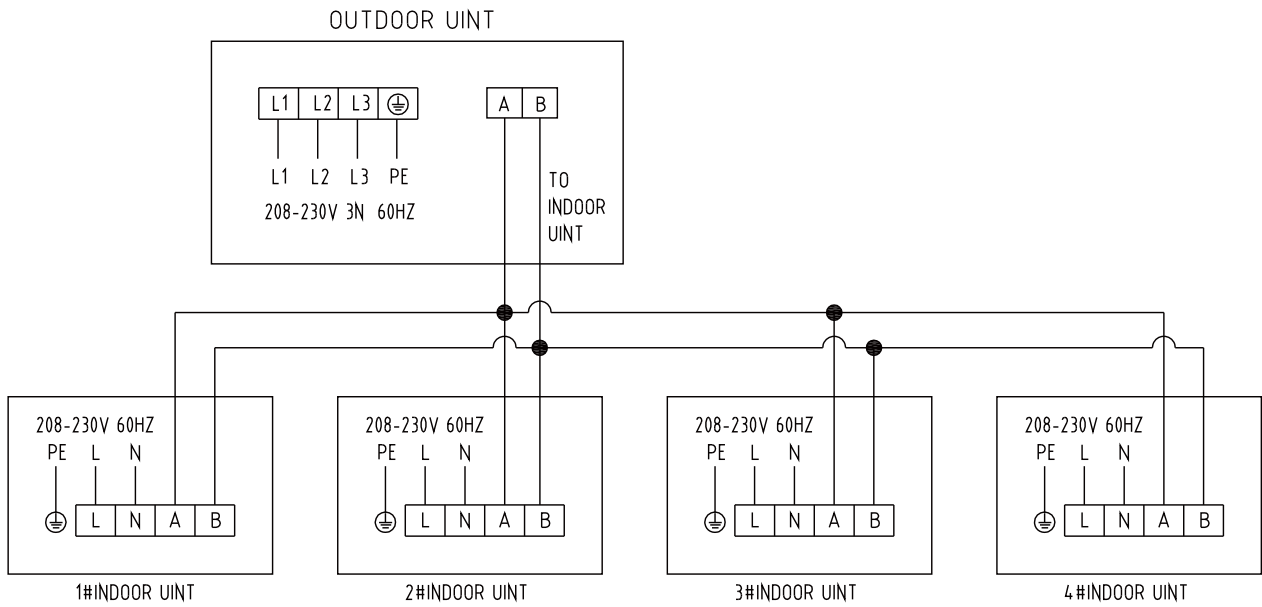 OUTDOOR UINT
L1 L2 L3 A B
L1 L2 L3 PE
208-230V 3N 60HZ
TO
INDOOR
UINT
208-230V 60HZ
PE L N
L N A B
1#INDOOR UINT
208-230V 60HZ
PE L N
L N A B
2#INDOOR UINT
208-230V 60HZ
PE L N
L N A B
3#INDOOR UINT
208-230V 60HZ
PE L N
L N A B
4#INDOOR UINT